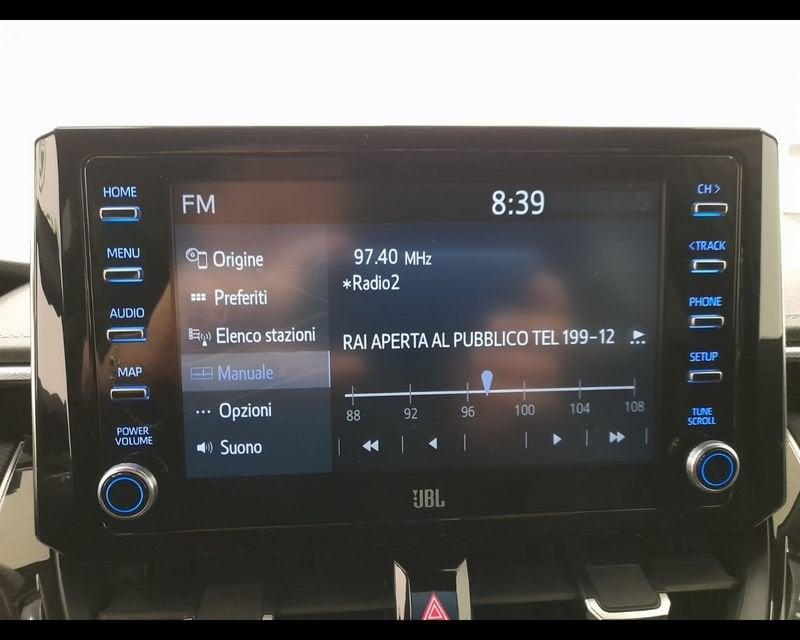 HOME
MENU
AUDIO
MAP
POWER
VOLUME
FM
8:39
Origine
Preferiti
Elenco stazioni
Manuale
Opzioni
Suono
97.40 MHz
*Radio2
RAI APERTA AL PUBBLICO TEL 199-12
88 92 96 100 104 108
CH >
< TRACK
PHONE
SETUP
TUNE
SCROLL
JBL